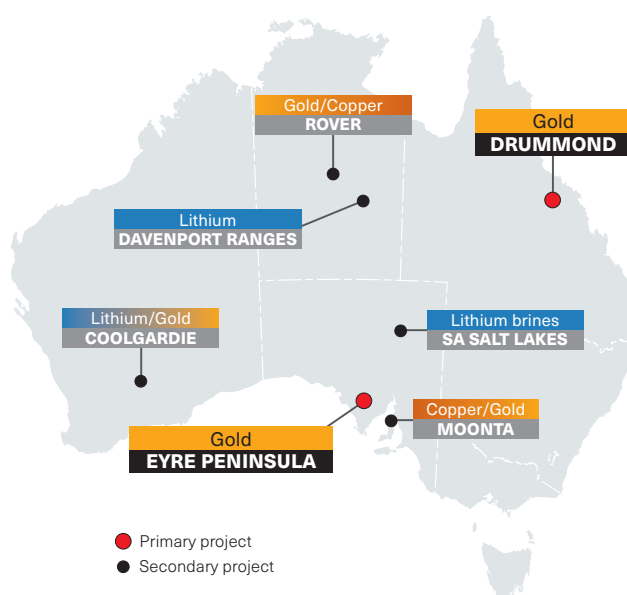 Gold/Copper
ROVER
Gold
DRUMMOND
Lithium
DAVENPORT RANGES
Lithium/Gold
COOLGARDIE
Lithium brines
SA SALT LAKES
Copper/Gold
MOONTA
Gold
EYRE PENINSULA
Primary project
Secondary project